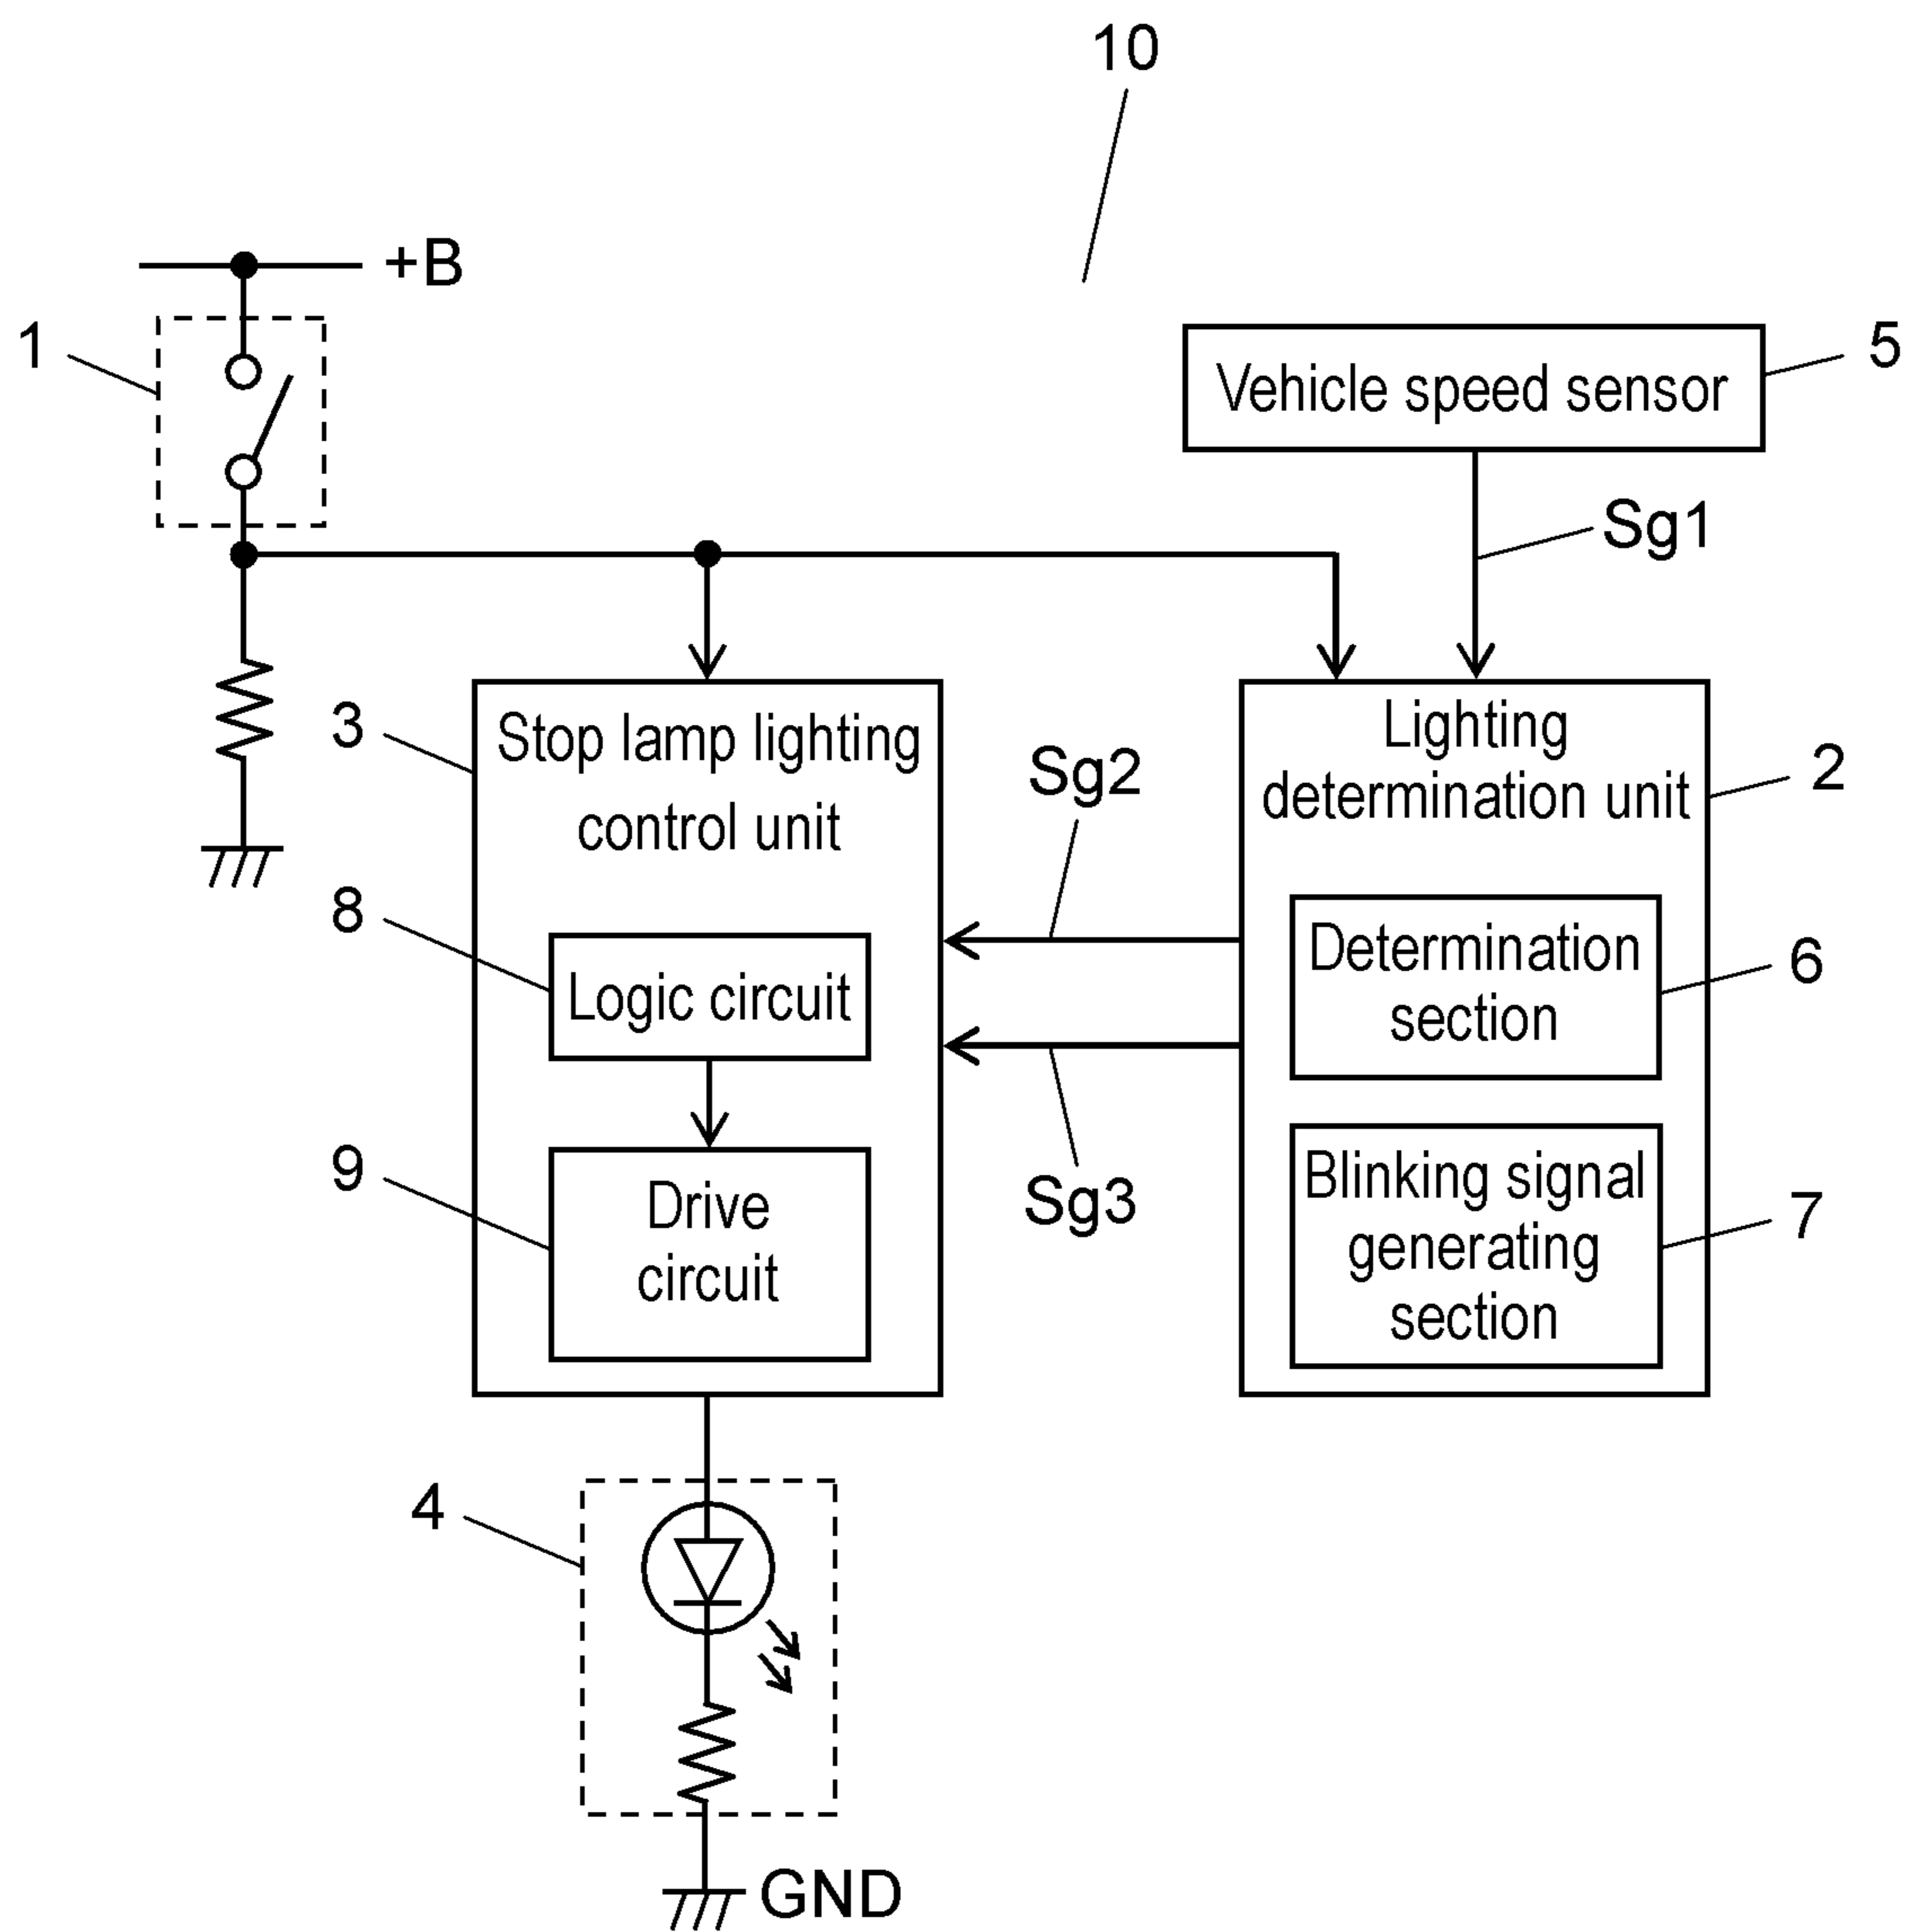 10
+B
1
Vehicle speed sensor
5
Sg1
3
Stop lamp lighting
control unit
Sg2
Lighting
determination unit
2
8
Logic circuit
Determination
section
6
9
Drive
circuit
Sg3
Blinking signal
generating
section
7
4
GND